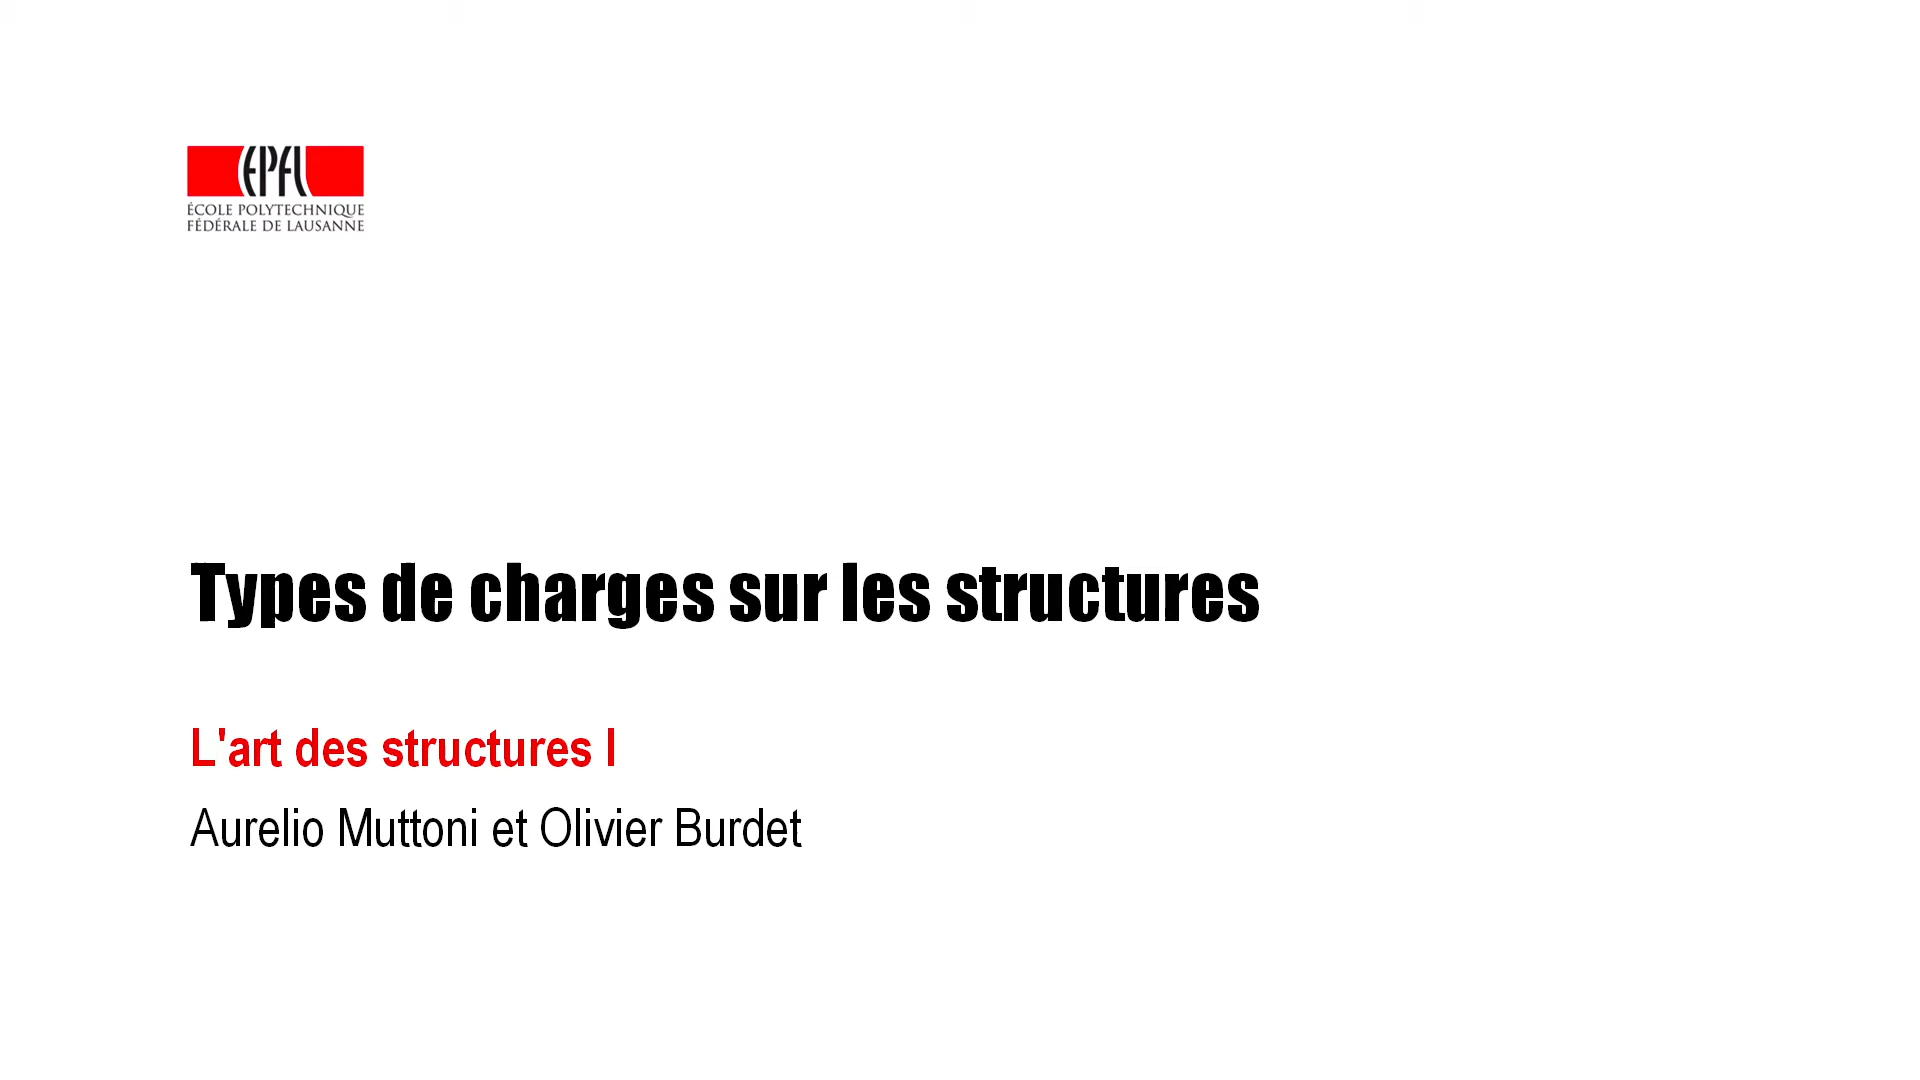 EPFL
ÉCOLE POLYTECHNIQUE
FÉDÉRALE DE LAUSANNE
Types de charges sur les structures
L'art des structures I
Aurelio Muttoni et Olivier Burdet